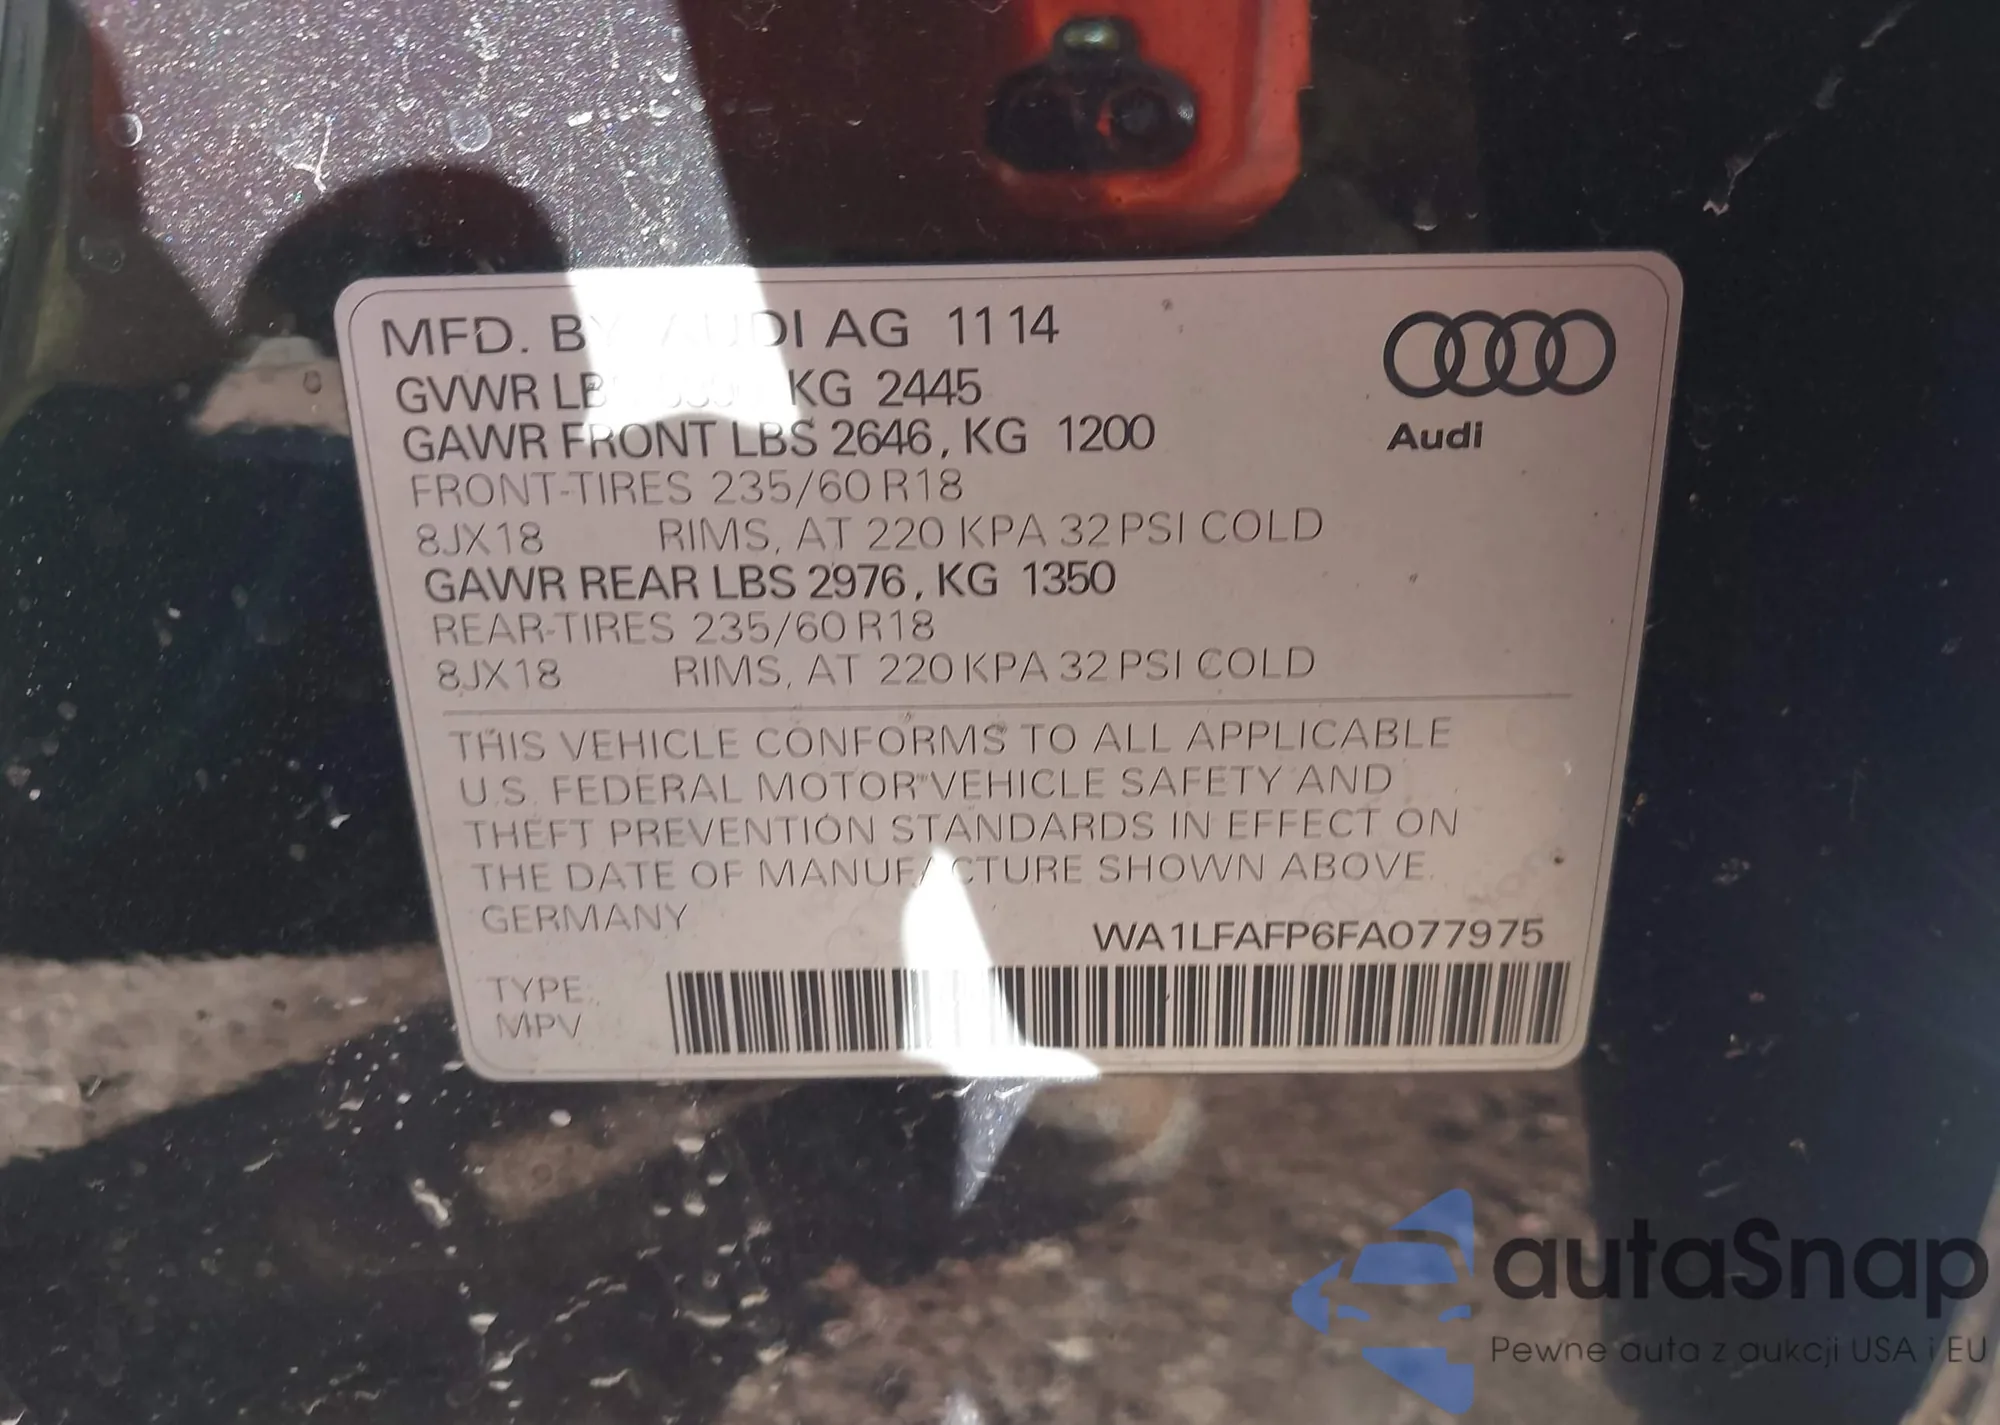 MFD. BY AUDI AG 11 14
GVWR LBS KG 2445
GAWR FRONT LBS 2646, KG 1200
FRONT-TIRES 235/60 R18
8JX18 RIMS, AT 220 KPA 32 PSI COLD
GAWR REAR LBS 2976, KG 1350
REAR-TIRES 235/60 R18
8JX18 RIMS, AT 220 KPA 32 PSI COLD
Audi
THIS VEHICLE CONFORMS TO ALL APPLICABLE
U.S. FEDERAL MOTOR VEHICLE SAFETY AND
THEFT PREVENTION STANDARDS IN EFFECT ON
THE DATE OF MANUFACTURE SHOWN ABOVE.
GERMANY
WA1LFAFP6FA077975
TYPE:
MPV
autaSnap
Pewne auta z aukcji USA i EU